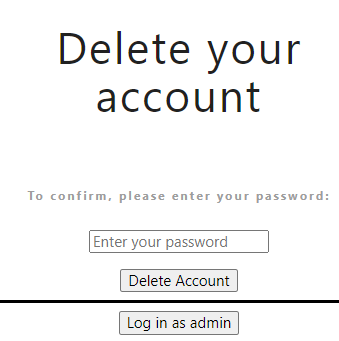 Delete your
account
To confirm, please enter your password:
Enter your password
Delete Account
Log in as admin